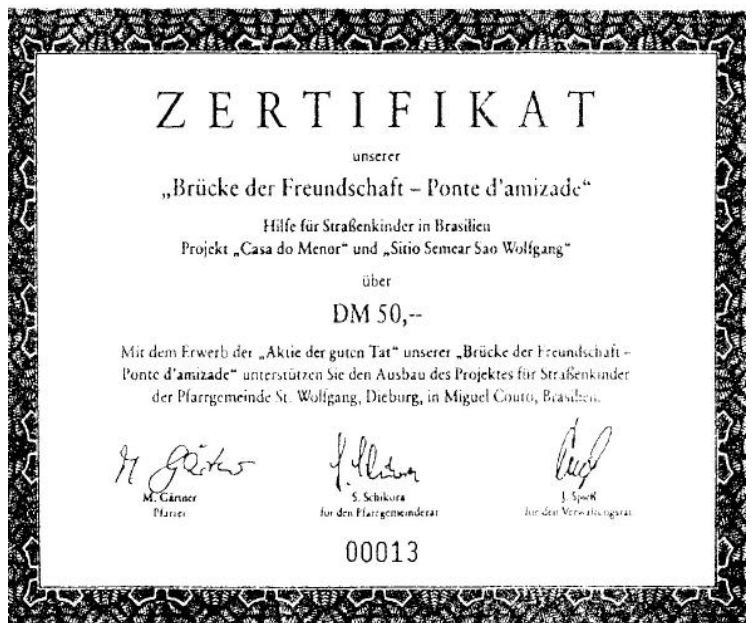 ZERTIFIKAT
unserer
„Brücke der Freundschaft – Ponte d'amizade“
Hilfe für Straßenkinder in Brasilien
Projekt „Casa do Menor“ und „Sitio Semear Sao Wolfgang“
über
DM 50,--
Mit dem Erwerb der „Aktie der guten Tat“ unserer „Brücke der Freundschaft –
Ponte d'amizade“ unterstützen Sie den Ausbau des Projektes für Straßenkinder
der Pfarrgemeinde St. Wolfgang, Dieburg, in Miguel Couto, Brasilien.
M. Gärtner
M. Gärtner S. Schikora J. Spieß
Pfarrer für den Pfarrgemeinderat für den Verwaltungsrat
00013